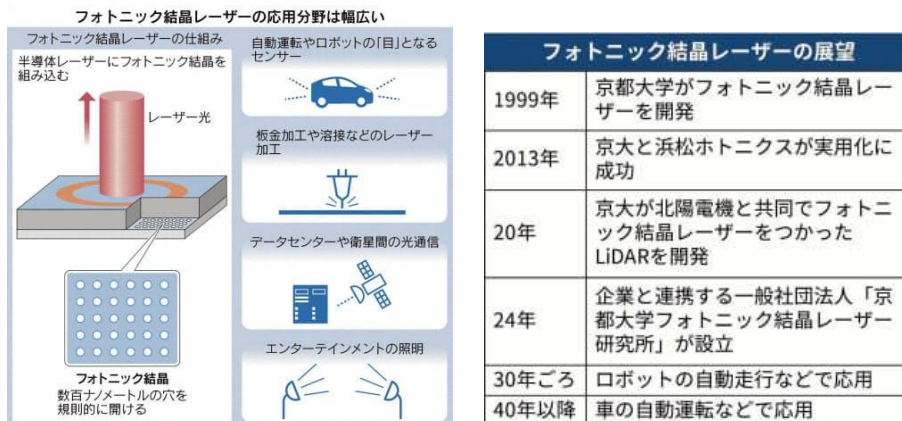 フォトニック結晶レーザーの応用分野は幅広い
フォトニック結晶レーザーの仕組み
半導体レーザーにフォトニック結晶を
組み込む
レーザー光
フォトニック結晶
数百ナノメートルの穴を
規則的に開ける
自動運転やロボットの「目」となる
センサー
板金加工や溶接などのレーザー
加工
データセンターや衛星間の光通信
エンターテインメントの照明
フォトニック結晶レーザーの展望
1999年
京都大学がフォトニック結晶レー
ザーを開発
2013年
京大と浜松ホトニクスが実用化に
成功
20年
京大が北陽電機と共同でフォトニ
ック結晶レーザーをつかった
LiDARを開発
24年
企業と連携する一般社団法人「京
都大学フォトニック結晶レーザー
研究所」が設立
30年ごろ
ロボットの自動走行などで応用
40年以降
車の自動運転などで応用